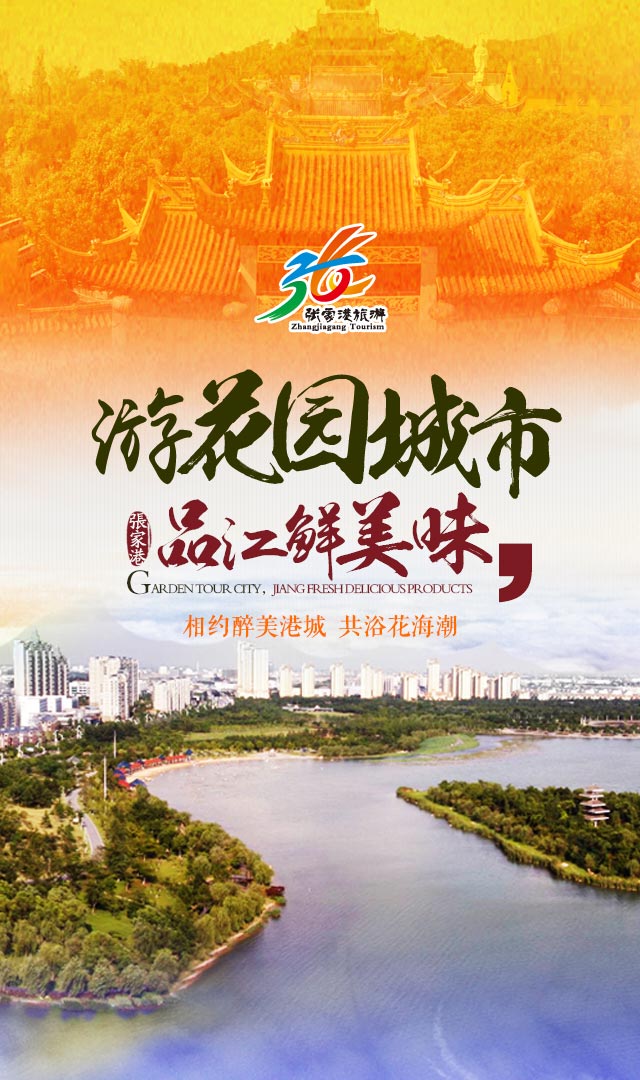 张家港旅游
Zhangjiagang Tourism
游花园城市
張家港
品江鲜美味,
GARDEN TOUR CITY, JIANG FRESH DELICIOUS PRODUCTS
相约醉美港城 共浴花海潮